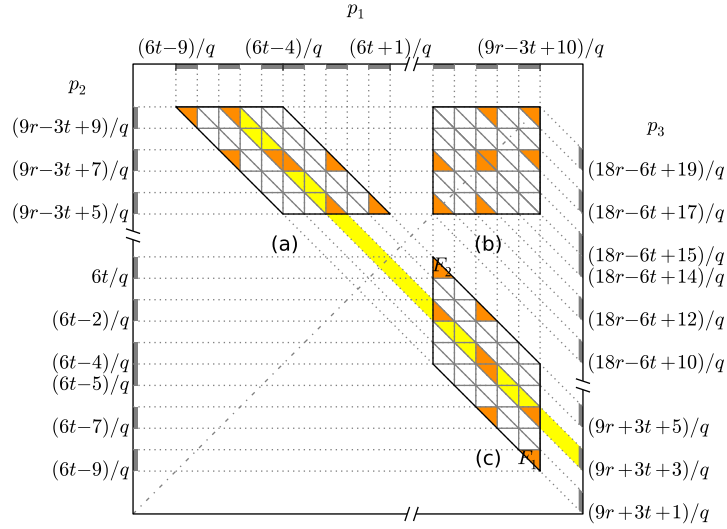 p₁
(6t−9)/q (6t−4)/q (6t+1)/q (9r−3t+10)/q
p₂
p₃
(9r−3t+9)/q
(9r−3t+7)/q
(9r−3t+5)/q
(18r−6t+19)/q
(18r−6t+17)/q
(a) (b)
(18r−6t+15)/q
(18r−6t+14)/q
(18r−6t+12)/q
(18r−6t+10)/q
F₂
6t/q
(6t−2)/q
(6t−4)/q
(6t−5)/q
(6t−7)/q
(6t−9)/q
(9r+3t+5)/q
(9r+3t+3)/q
(9r+3t+1)/q
(c) F₁